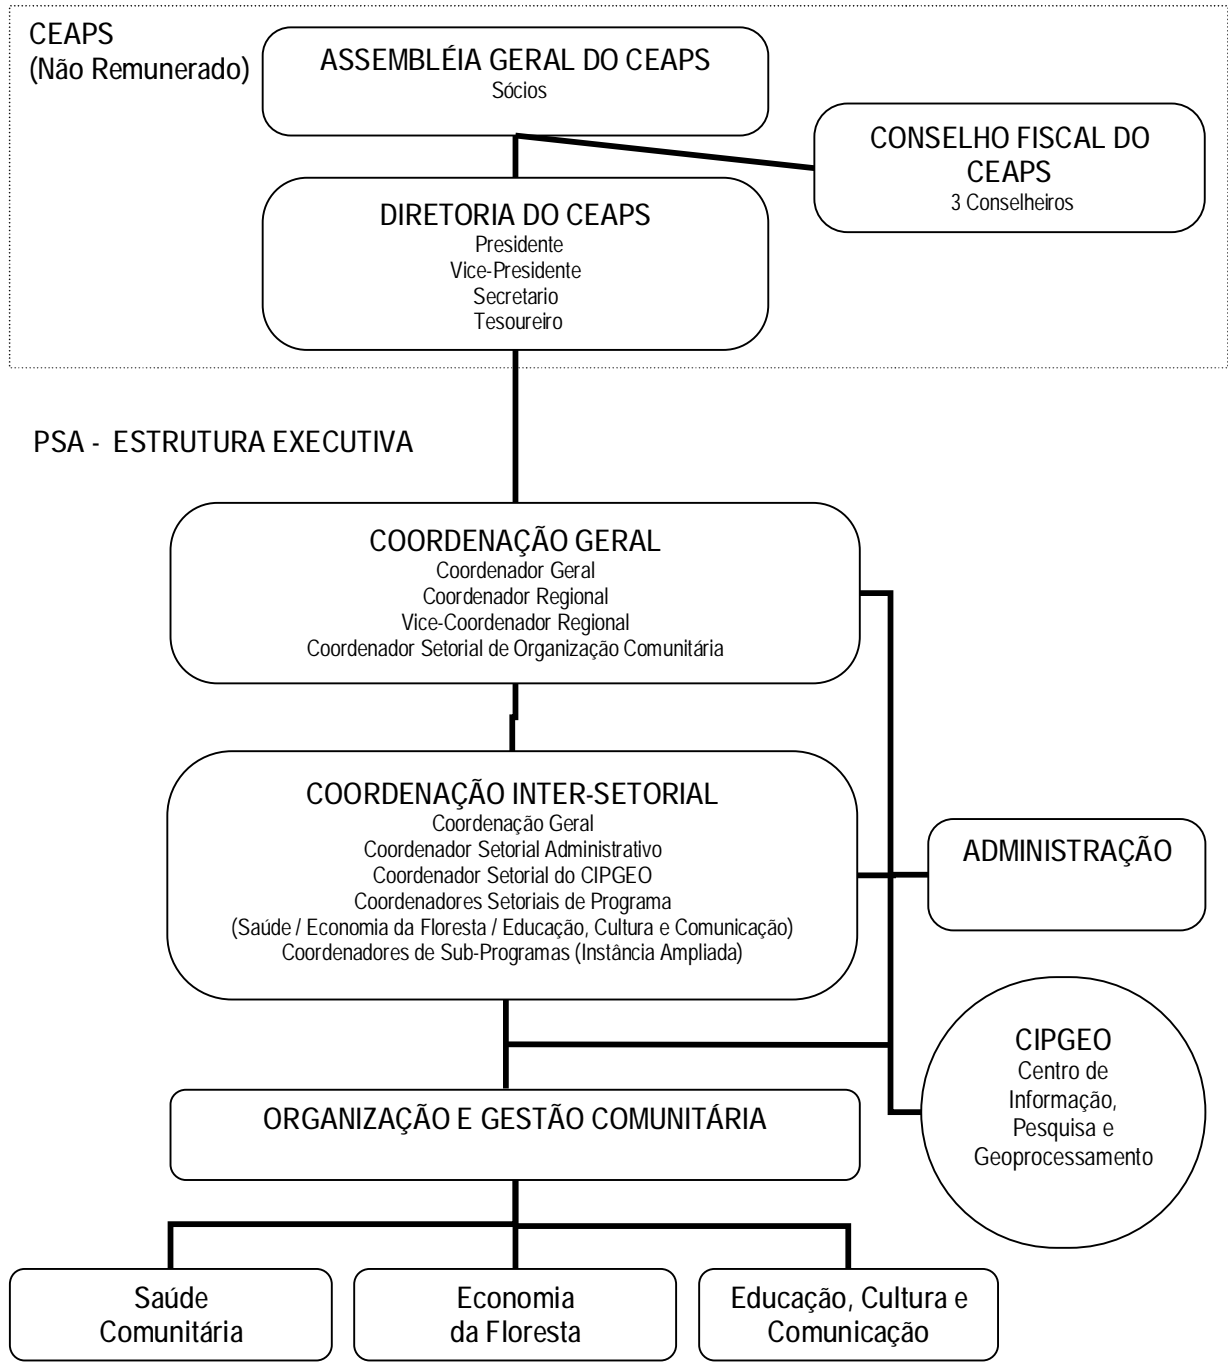 CEAPS
(Não Remunerado)
ASSEMBLÉIA GERAL DO CEAPS
Sócios
CONSELHO FISCAL DO
CEAPS
3 Conselheiros
DIRETORIA DO CEAPS
Presidente
Vice-Presidente
Secretario
Tesoureiro
PSA - ESTRUTURA EXECUTIVA
COORDENAÇÃO GERAL
Coordenador Geral
Coordenador Regional
Vice-Coordenador Regional
Coordenador Setorial de Organização Comunitária
COORDENAÇÃO INTER-SETORIAL
Coordenação Geral
Coordenador Setorial Administrativo
Coordenador Setorial do CIPGEO
Coordenadores Setoriais de Programa
(Saúde / Economia da Floresta / Educação, Cultura e Comunicação)
Coordenadores de Sub-Programas (Instância Ampliada)
ADMINISTRAÇÃO
CIPGEO
Centro de
Informação,
Pesquisa e
Geoprocessamento
ORGANIZAÇÃO E GESTÃO COMUNITÁRIA
Saúde
Comunitária
Economia
da Floresta
Educação, Cultura e
Comunicação